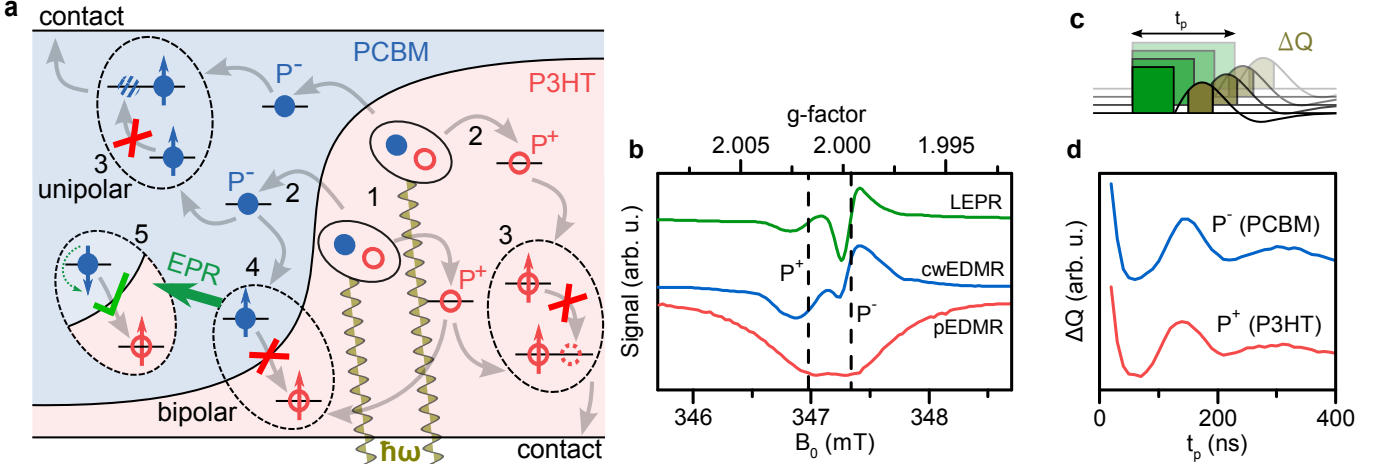 a
contact
PCBM
P3HT
P⁻
2
P⁺
3
unipolar
P⁻
2
1
3
5
EPR
4
P⁺
bipolar
ħω
contact
b
g-factor
2.005 2.000 1.995
Signal (arb. u.)
LEPR
P⁺
cwEDMR
P⁻
pEDMR
346 347 348
B₀ (mT)
c
tₚ
ΔQ
d
ΔQ (arb. u.)
P⁻ (PCBM)
P⁺ (P3HT)
0 200 400
tₚ (ns)